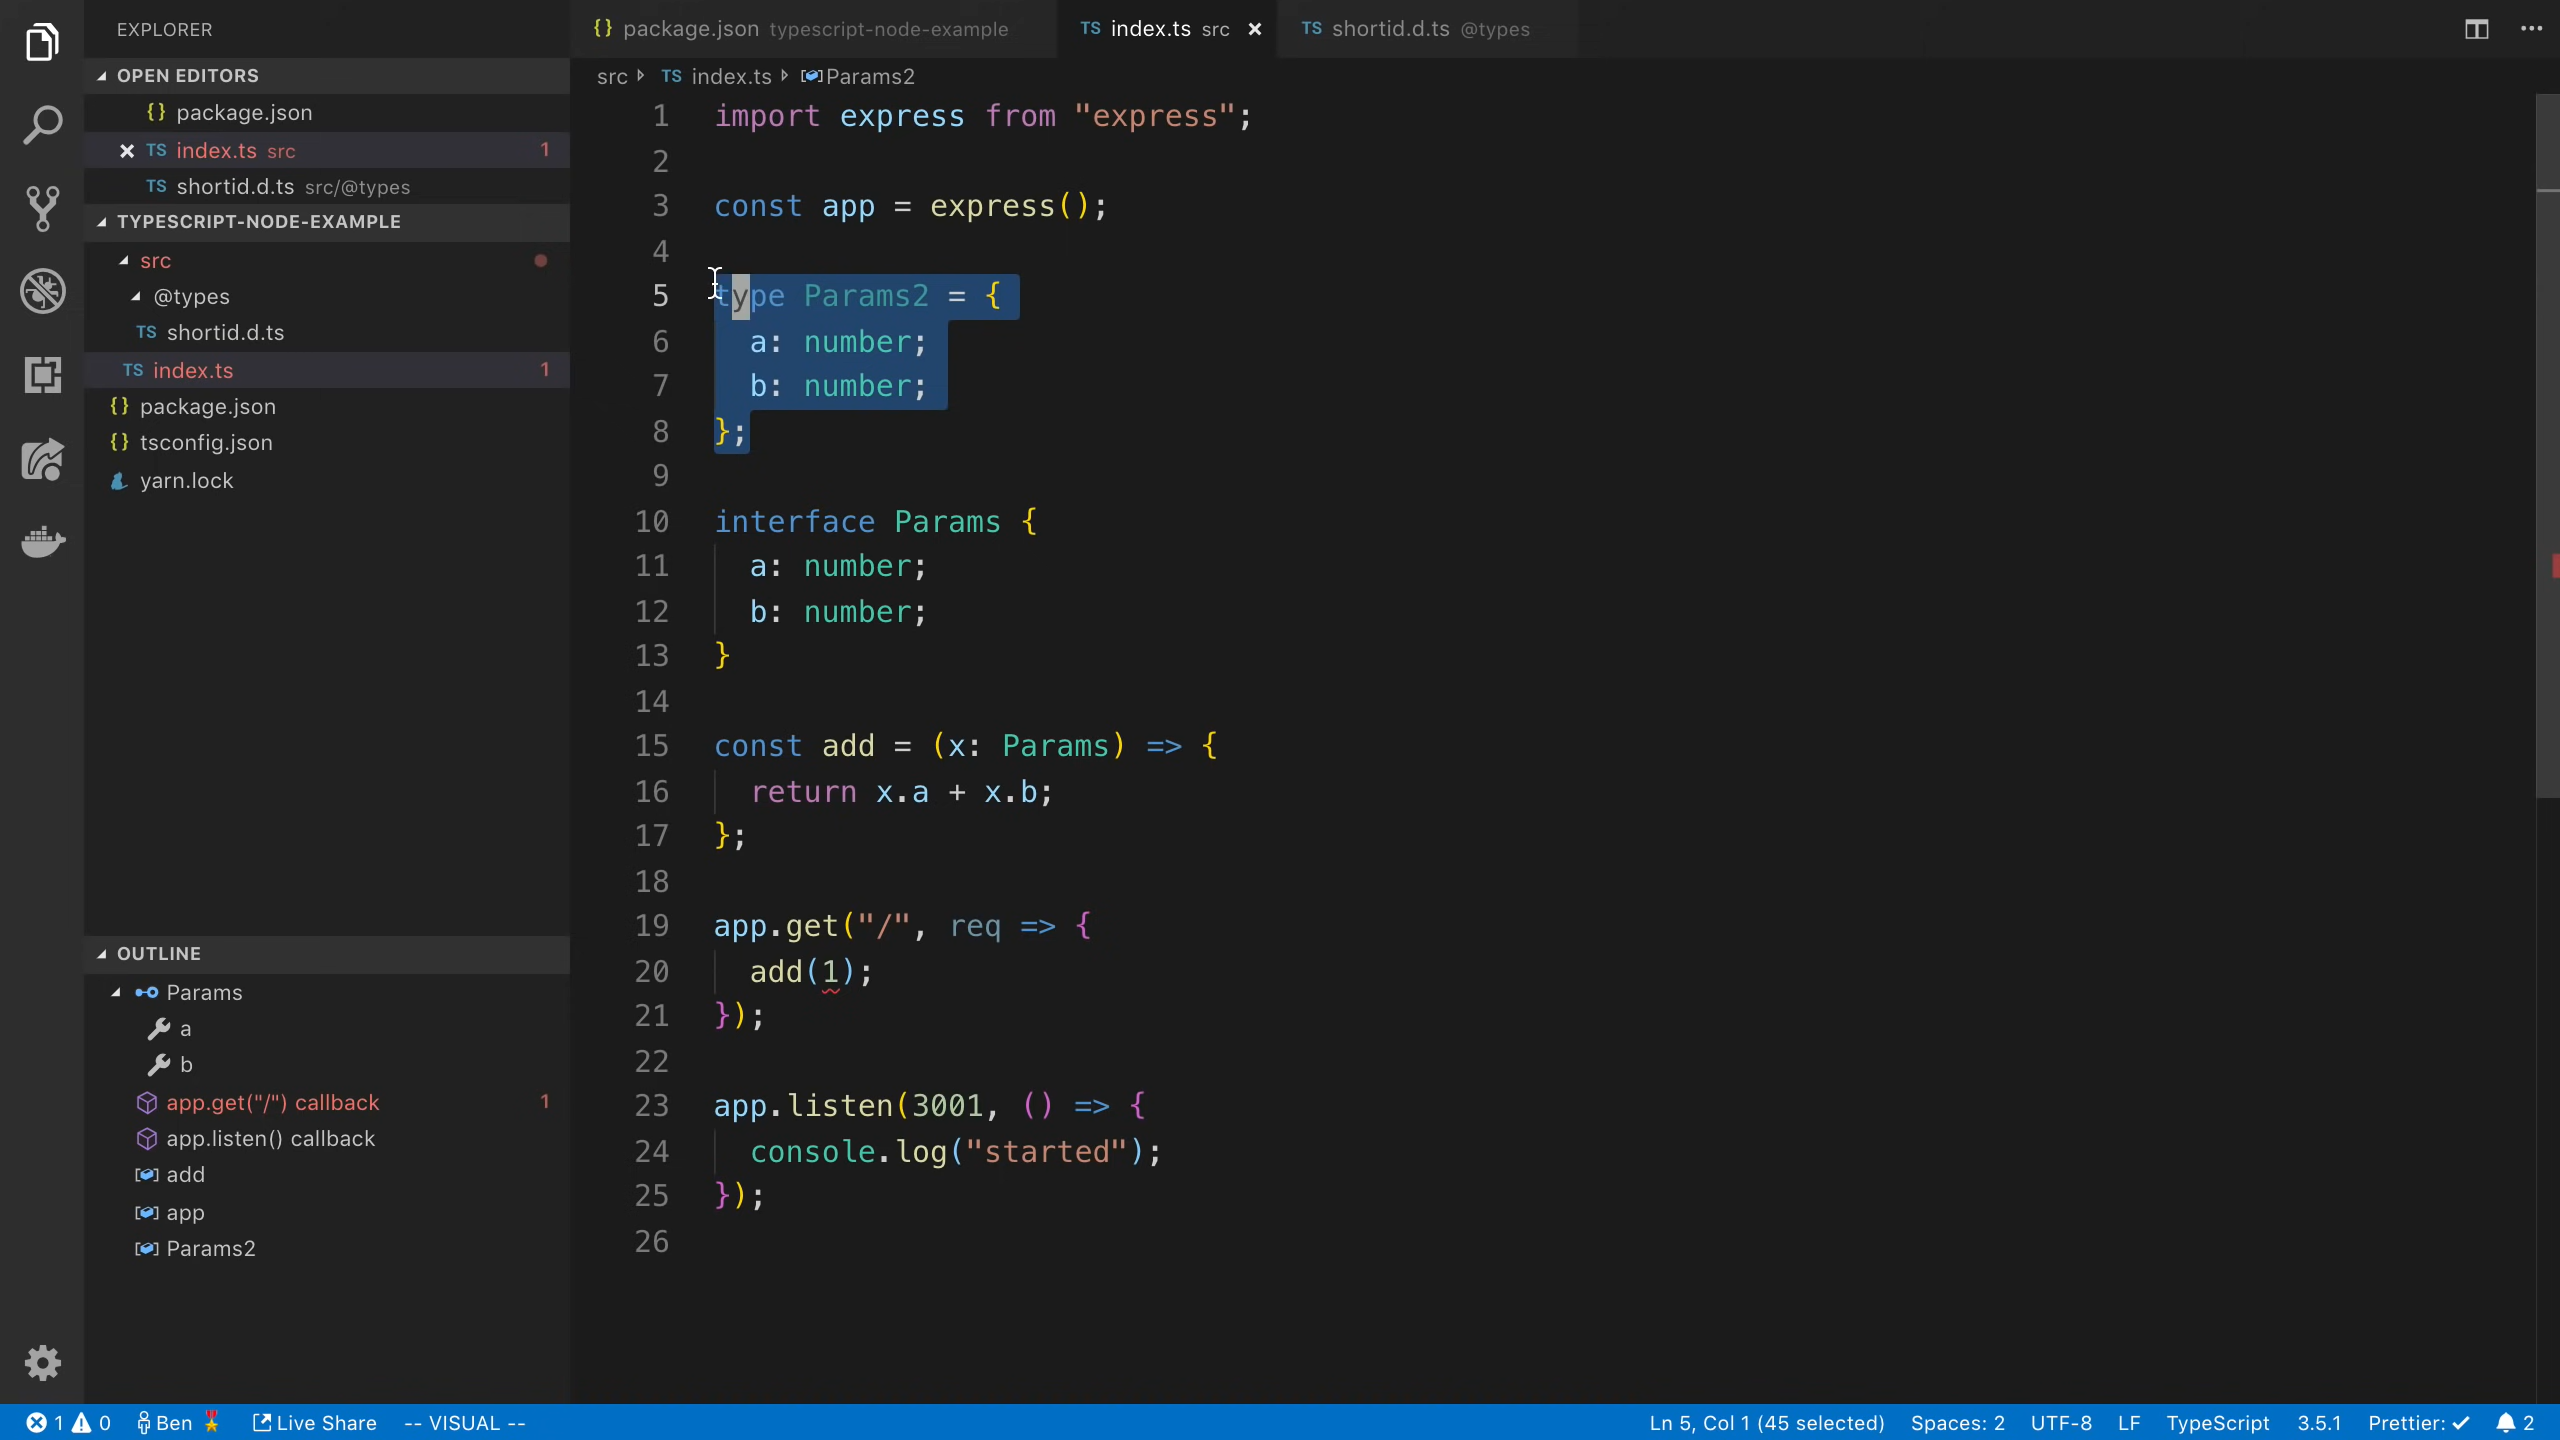 EXPLORER
OPEN EDITORS
{} package.json
TS index.ts src 1
TS shortid.d.ts src/@types
TYPESCRIPT-NODE-EXAMPLE
src
@types
TS shortid.d.ts
TS index.ts 1
{} package.json
{} tsconfig.json
yarn.lock
OUTLINE
Params
a
b
app.get("/") callback 1
app.listen() callback
add
app
Params2
{} package.json typescript-node-example
TS index.ts src
TS shortid.d.ts @types
src TS index.ts Params2
1 import express from "express";
2
3 const app = express();
4
5 type Params2 = {
6 a: number;
7 b: number;
8 };
9
10 interface Params {
11 a: number;
12 b: number;
13 }
14
15 const add = (x: Params) => {
16 return x.a + x.b;
17 };
18
19 app.get("/", req => {
20 add(1);
21 });
22
23 app.listen(3001, () => {
24 console.log("started");
25 });
26
1 0 Ben Live Share -- VISUAL -- Ln 5, Col 1 (45 selected) Spaces: 2 UTF-8 LF TypeScript 3.5.1 Prettier: ✓ 2